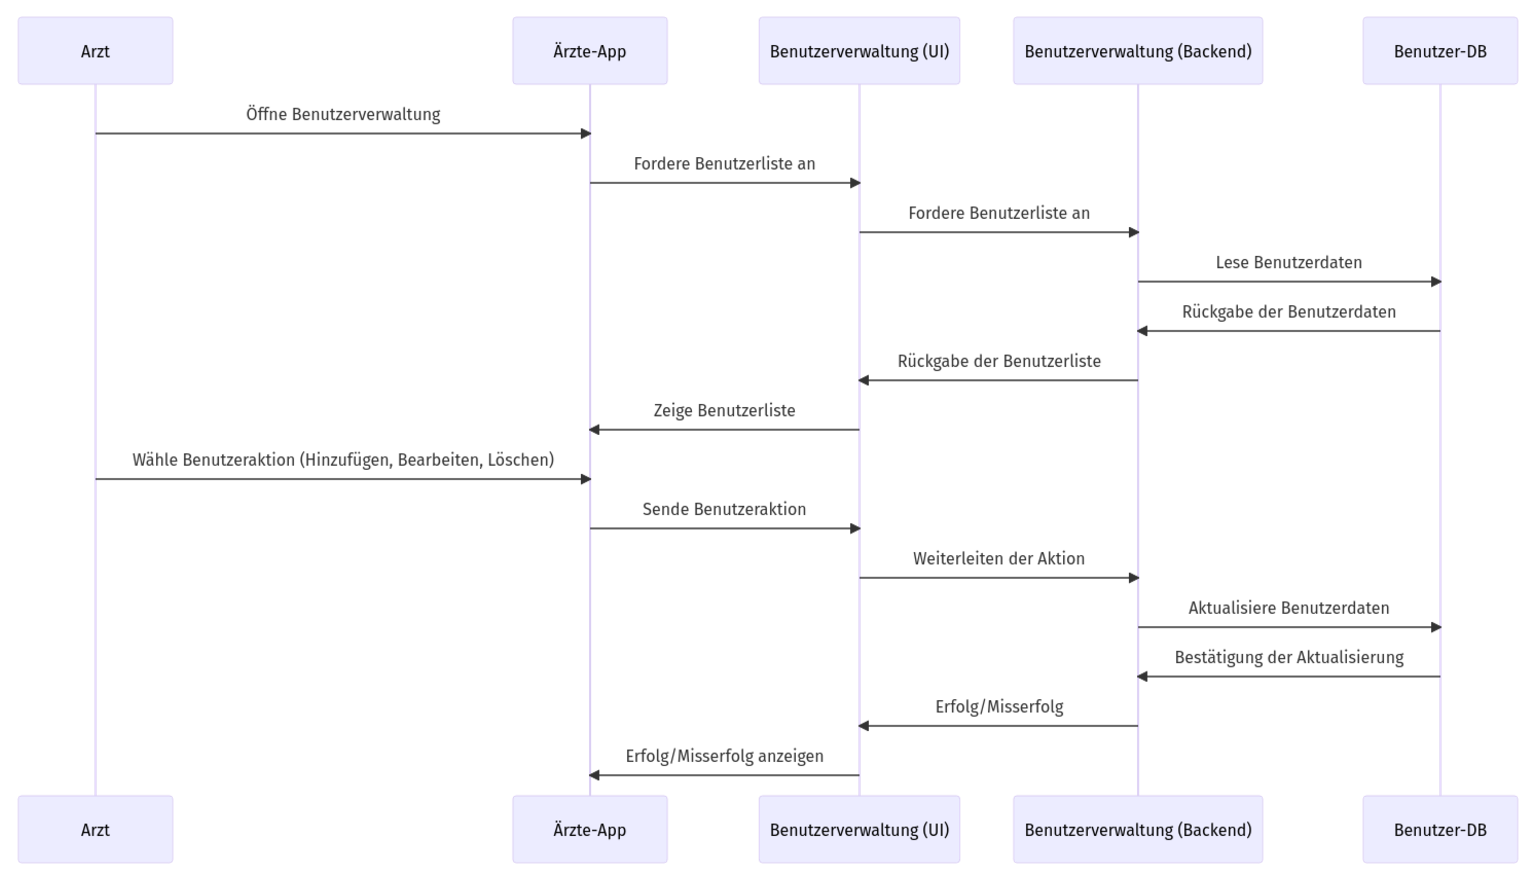 Arzt
Ärzte-App
Benutzerverwaltung (UI)
Benutzerverwaltung (Backend)
Benutzer-DB
Öffne Benutzerverwaltung
Fordere Benutzerliste an
Fordere Benutzerliste an
Lese Benutzerdaten
Rückgabe der Benutzerdaten
Rückgabe der Benutzerliste
Zeige Benutzerliste
Wähle Benutzeraktion (Hinzufügen, Bearbeiten, Löschen)
Sende Benutzeraktion
Weiterleiten der Aktion
Aktualisiere Benutzerdaten
Bestätigung der Aktualisierung
Erfolg/Misserfolg
Erfolg/Misserfolg anzeigen
Arzt
Ärzte-App
Benutzerverwaltung (UI)
Benutzerverwaltung (Backend)
Benutzer-DB